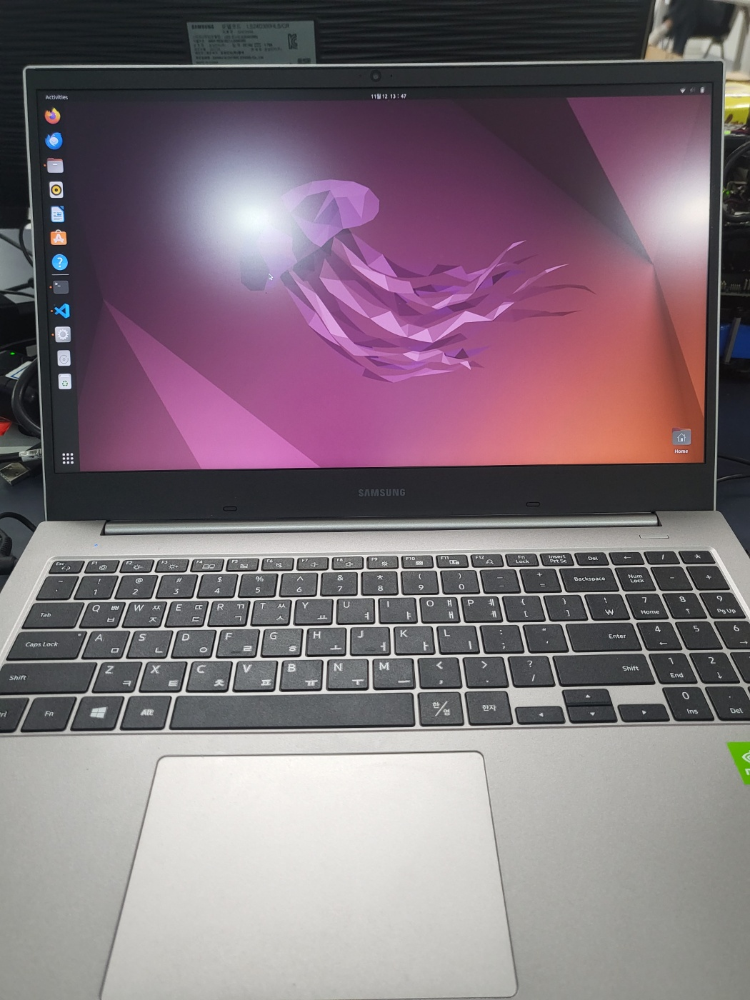 SAMSUNG
Activities
11월 12 13 : 47
Home
SAMSUNG
Esc F1 F2 F3 F4 F5 F6 F7 F8 F9 F10 F11 F12 Fn Lock Insert Prt Sc Del ← / *
~ ` ! 1 @ 2 # 3 $ 4 % 5 ^ 6 & 7 * 8 ( 9 ) 0 _ - + = Backspace Num Lock - +
Tab Q ㅃ ㅂ W ㅉ ㅈ E ㄸ ㄷ R ㄲ ㄱ T ㅆ ㅅ Y ㅛ U ㅕ I ㅑ O ㅒ ㅐ P ㅖ ㅔ { [ } ] ₩ 7 Home 8 ↑ 9 Pg Up
Caps Lock A ㅁ S ㄴ D ㅇ F ㄹ G ㅎ H ㅗ J ㅓ K ㅏ L ㅣ : ; " ' Enter 4 ← 5 6 →
Shift Z ㅋ X ㅌ C ㅊ V ㅍ B ㅠ N ㅜ M ㅡ < , > . ? / Shift 1 End 2 ↓
Fn Alt 한/영 한자 0 Ins . Del